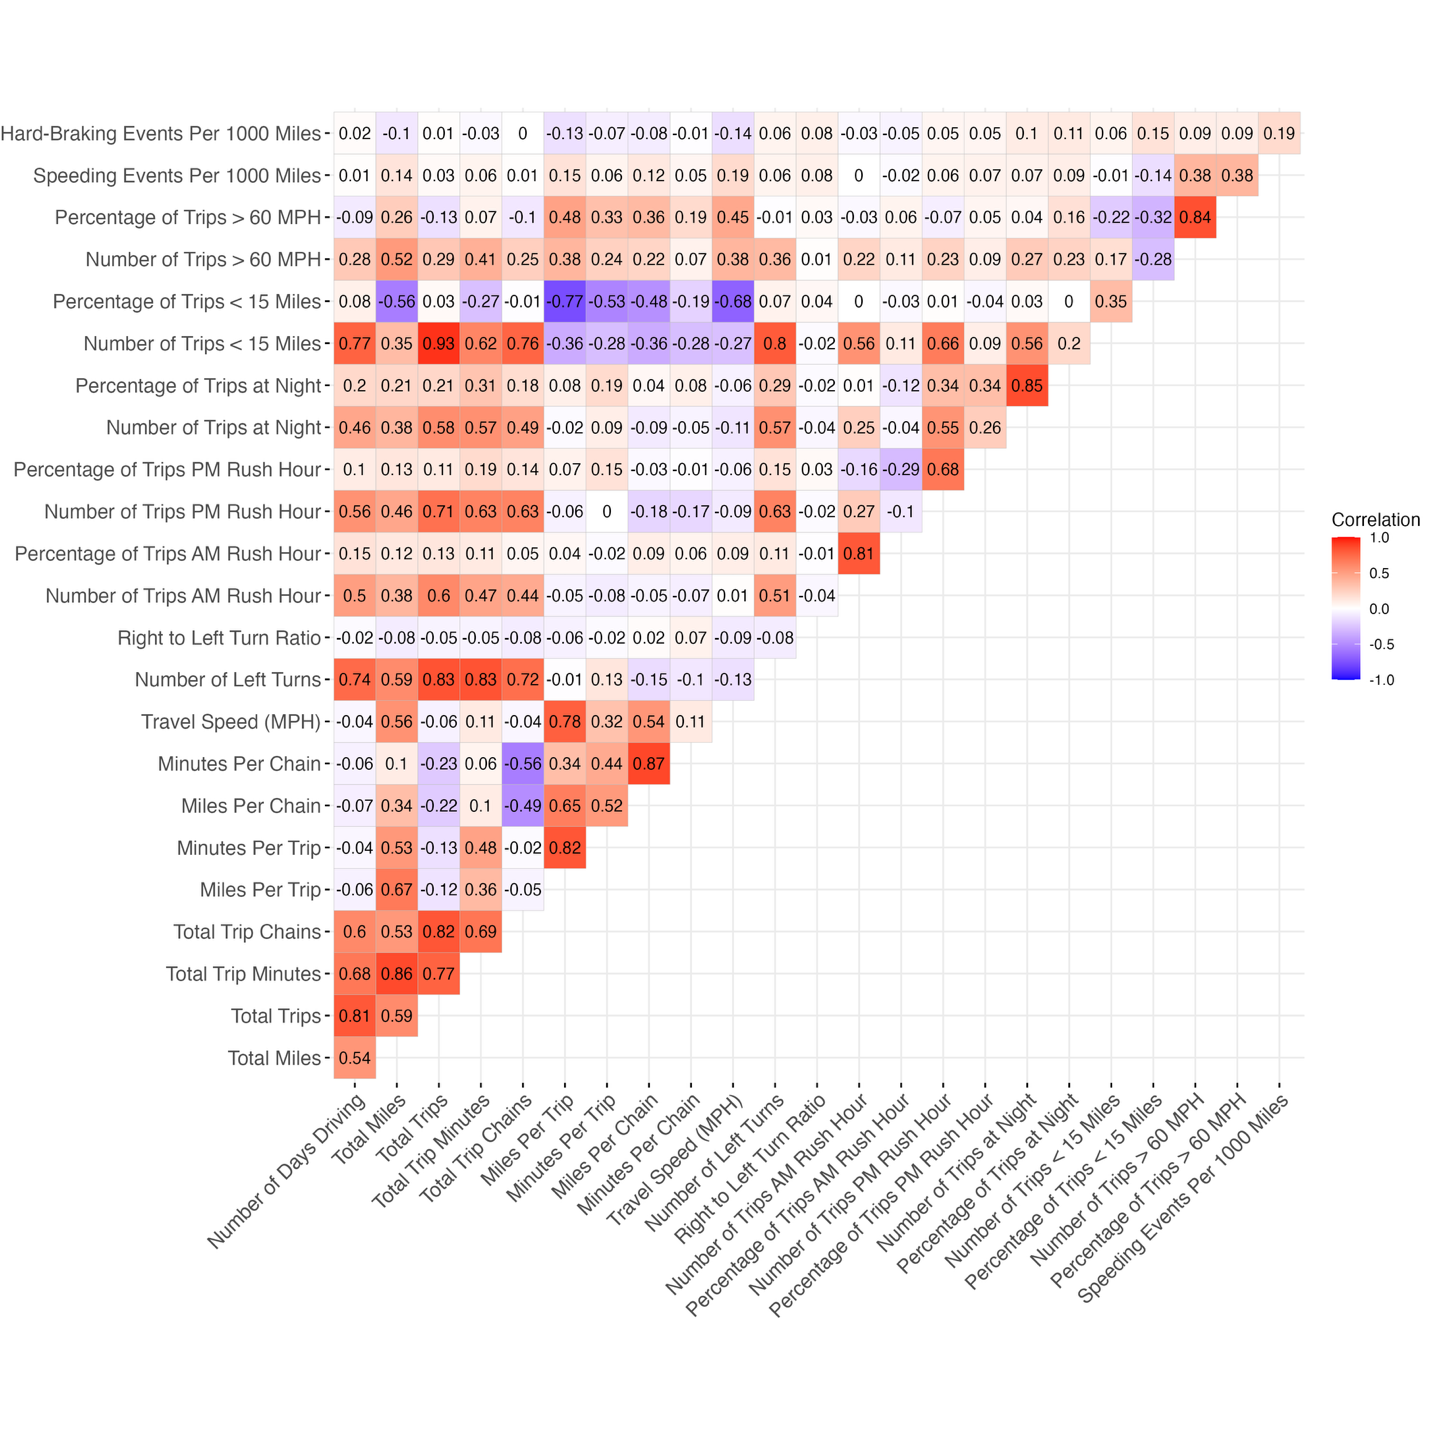 Hard-Braking Events Per 1000 Miles 0.02 -0.1 0.01 -0.03 0 -0.13 -0.07 -0.08 -0.01 -0.14 0.06 0.08 -0.03 -0.05 0.05 0.05 0.1 0.11 0.06 0.15 0.09 0.09 0.19
Speeding Events Per 1000 Miles 0.01 0.14 0.03 0.06 0.01 0.15 0.06 0.12 0.05 0.19 0.06 0.08 0 -0.02 0.06 0.07 0.07 0.09 -0.01 -0.14 0.38 0.38
Percentage of Trips > 60 MPH -0.09 0.26 -0.13 0.07 -0.1 0.48 0.33 0.36 0.19 0.45 -0.01 0.03 -0.03 0.06 -0.07 0.05 0.04 0.16 -0.22 -0.32 0.84
Number of Trips > 60 MPH 0.28 0.52 0.29 0.41 0.25 0.38 0.24 0.22 0.07 0.38 0.36 0.01 0.22 0.11 0.23 0.09 0.27 0.23 0.17 -0.28
Percentage of Trips < 15 Miles 0.08 -0.56 0.03 -0.27 -0.01 -0.77 -0.53 -0.48 -0.19 -0.68 0.07 0.04 0 -0.03 0.01 -0.04 0.03 0 0.35
Number of Trips < 15 Miles 0.77 0.35 0.93 0.62 0.76 -0.36 -0.28 -0.36 -0.28 -0.27 0.8 -0.02 0.56 0.11 0.66 0.09 0.56 0.2
Percentage of Trips at Night 0.2 0.21 0.21 0.31 0.18 0.08 0.19 0.04 0.08 -0.06 0.29 -0.02 0.01 -0.12 0.34 0.34 0.85
Number of Trips at Night 0.46 0.38 0.58 0.57 0.49 -0.02 0.09 -0.09 -0.05 -0.11 0.57 -0.04 0.25 -0.04 0.55 0.26
Percentage of Trips PM Rush Hour 0.1 0.13 0.11 0.19 0.14 0.07 0.15 -0.03 -0.01 -0.06 0.15 0.03 -0.16 -0.29 0.68
Number of Trips PM Rush Hour 0.56 0.46 0.71 0.63 0.63 -0.06 0 -0.18 -0.17 -0.09 0.63 -0.02 0.27 -0.1
Percentage of Trips AM Rush Hour 0.15 0.12 0.13 0.11 0.05 0.04 -0.02 0.09 0.06 0.09 0.11 -0.01 0.81
Number of Trips AM Rush Hour 0.5 0.38 0.6 0.47 0.44 -0.05 -0.08 -0.05 -0.07 0.01 0.51 -0.04
Right to Left Turn Ratio -0.02 -0.08 -0.05 -0.05 -0.08 -0.06 -0.02 0.02 0.07 -0.09 -0.08
Number of Left Turns 0.74 0.59 0.83 0.83 0.72 -0.01 0.13 -0.15 -0.1 -0.13
Travel Speed (MPH) -0.04 0.56 -0.06 0.11 -0.04 0.78 0.32 0.54 0.11
Minutes Per Chain -0.06 0.1 -0.23 0.06 -0.56 0.34 0.44 0.87
Miles Per Chain -0.07 0.34 -0.22 0.1 -0.49 0.65 0.52
Minutes Per Trip -0.04 0.53 -0.13 0.48 -0.02 0.82
Miles Per Trip -0.06 0.67 -0.12 0.36 -0.05
Total Trip Chains 0.6 0.53 0.82 0.69
Total Trip Minutes 0.68 0.86 0.77
Total Trips 0.81 0.59
Total Miles 0.54
Number of Days Driving
Total Miles
Total Trips
Total Trip Minutes
Total Trip Chains
Miles Per Trip
Minutes Per Trip
Miles Per Chain
Minutes Per Chain
Travel Speed (MPH)
Number of Left Turns
Right to Left Turn Ratio
Number of Trips AM Rush Hour
Percentage of Trips AM Rush Hour
Number of Trips PM Rush Hour
Percentage of Trips PM Rush Hour
Number of Trips at Night
Percentage of Trips at Night
Number of Trips < 15 Miles
Percentage of Trips < 15 Miles
Number of Trips > 60 MPH
Percentage of Trips > 60 MPH
Speeding Events Per 1000 Miles
Correlation
1.0
0.5
0.0
-0.5
-1.0